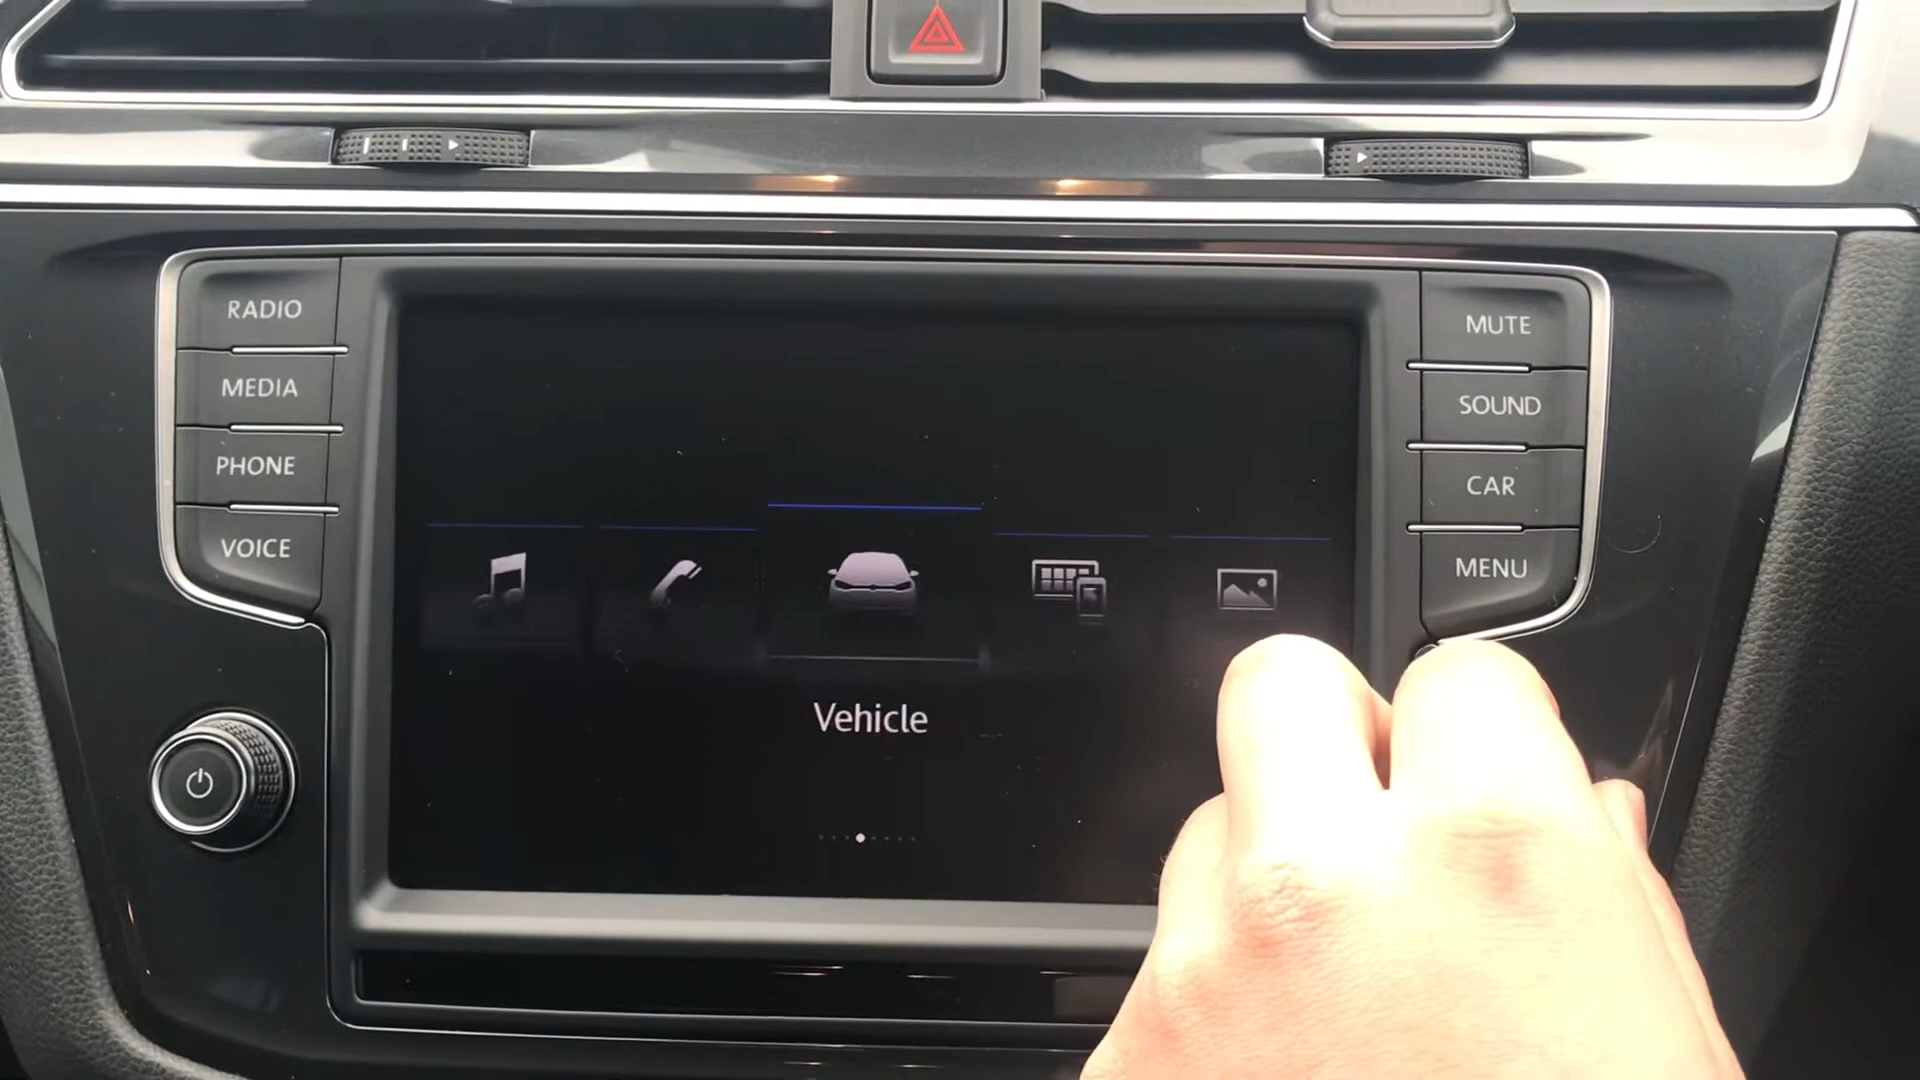 RADIO
MEDIA
PHONE
VOICE
Vehicle
MUTE
SOUND
CAR
MENU